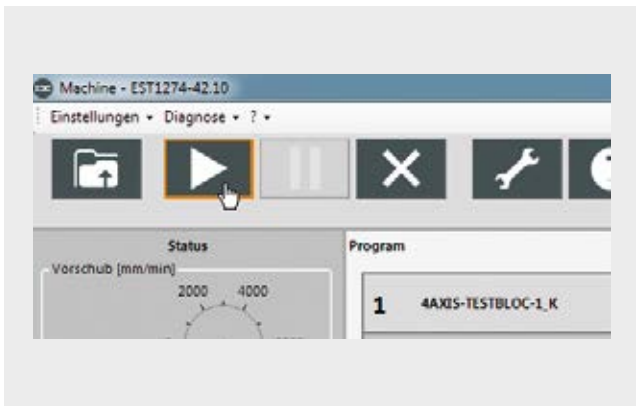 Machine - EST1274-42.10
Einstellungen Diagnose ?
Status
Program
Vorschub [mm/min]
2000 4000
1 4AXIS-TESTBLOC-1_K